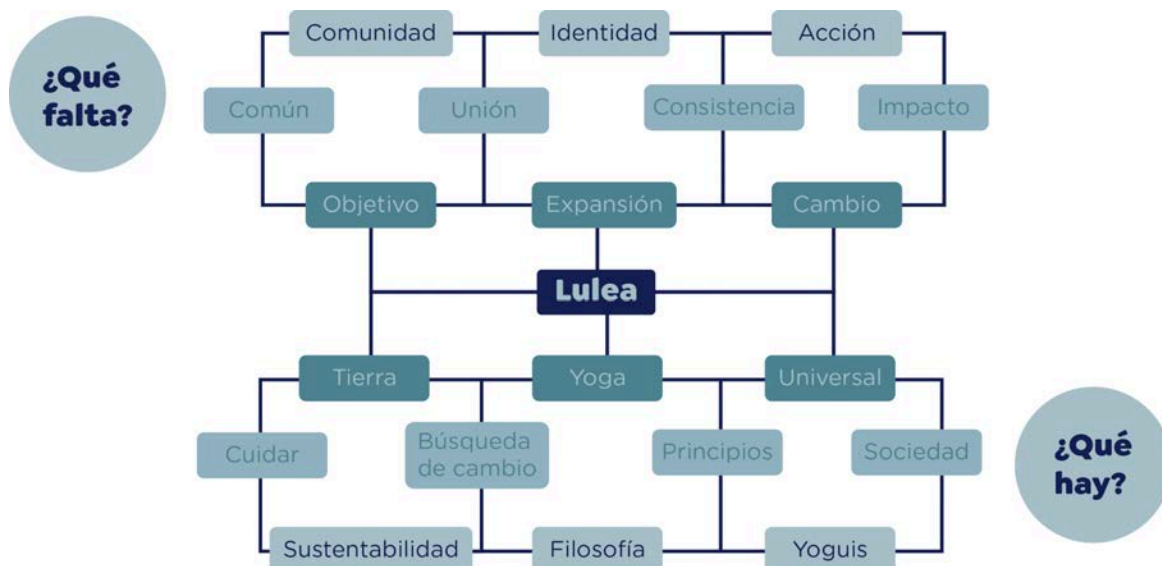 Comunidad
Identidad
Acción
¿Qué
falta?
Común
Unión
Consistencia
Impacto
Objetivo
Expansión
Cambio
Lulea
Tierra
Yoga
Universal
Cuidar
Búsqueda
de cambio
Principios
Sociedad
¿Qué
hay?
Sustentabilidad
Filosofía
Yoguis